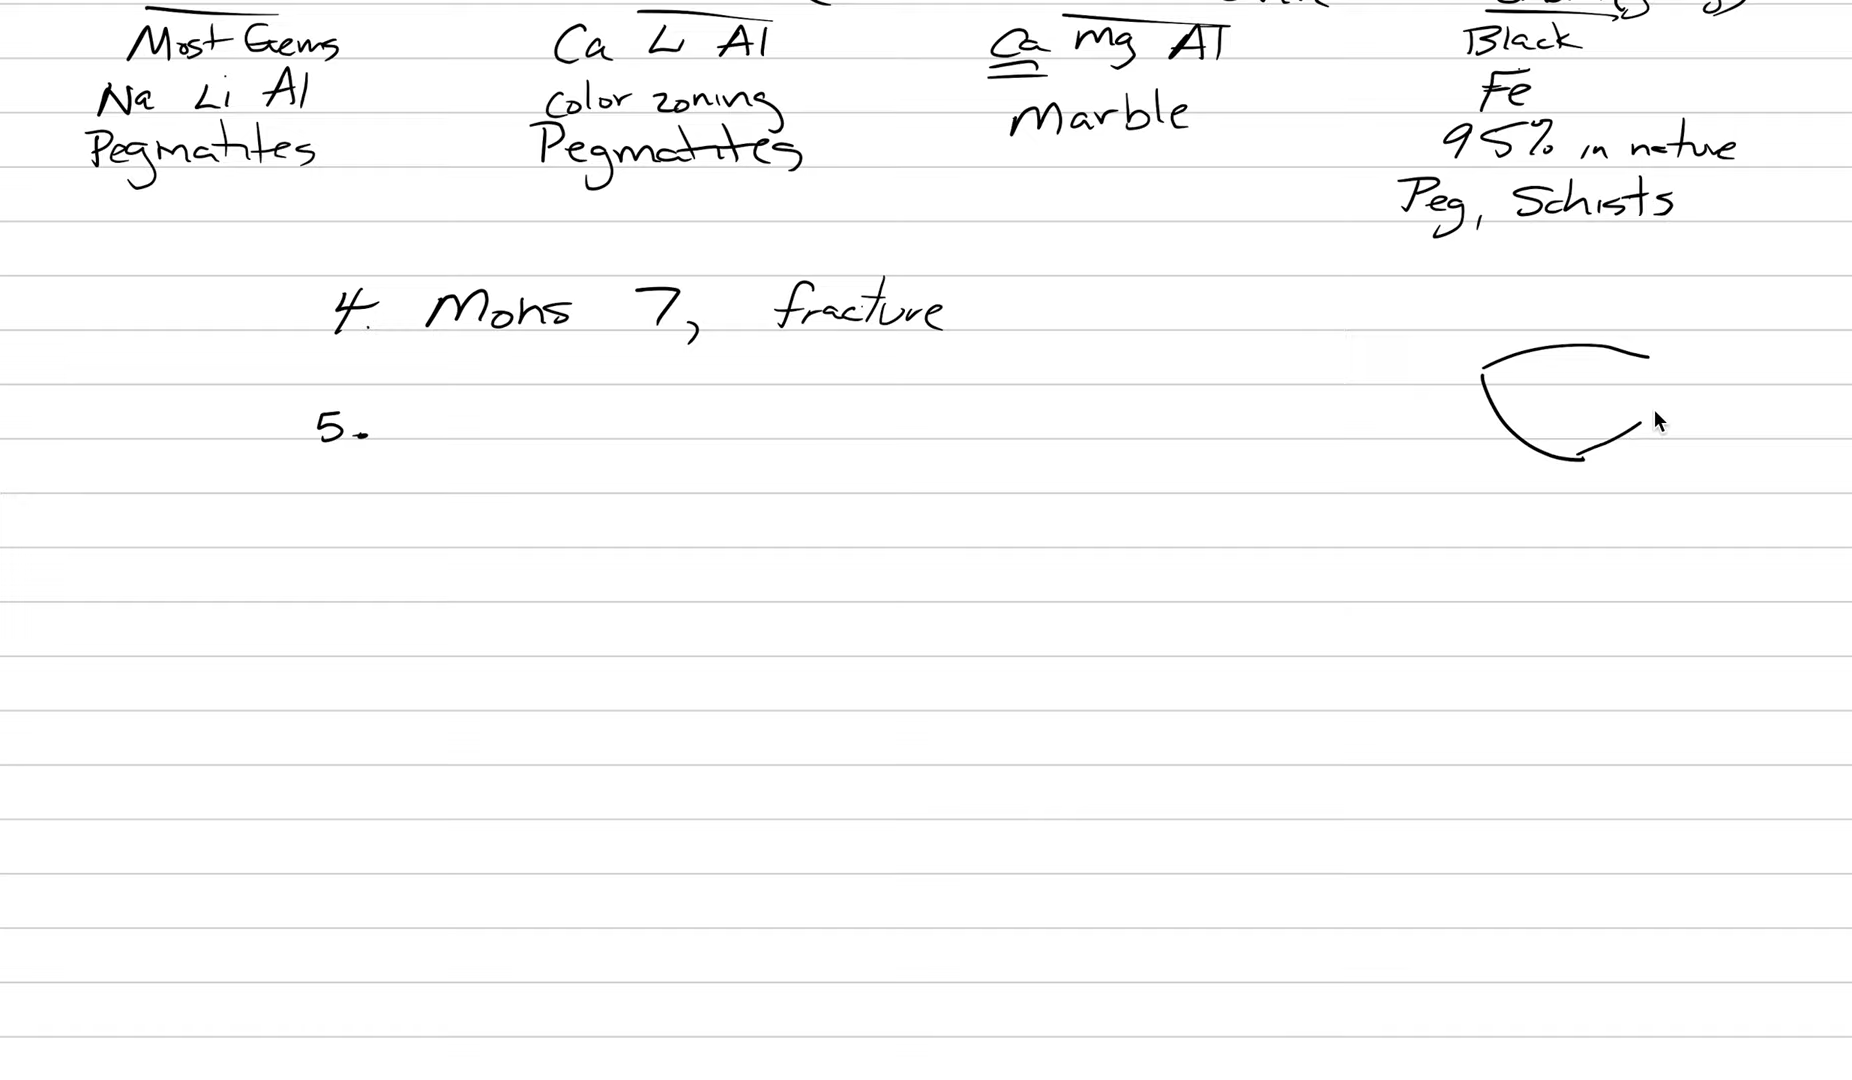 Most Gems
Na Li Al
Pegmatites
Ca Li Al
Color zoning
Pegmatites
Ca Mg Al
Marble
Black
Fe
95% in nature
Peg, Schists
4. Mohs 7, fracture
5.